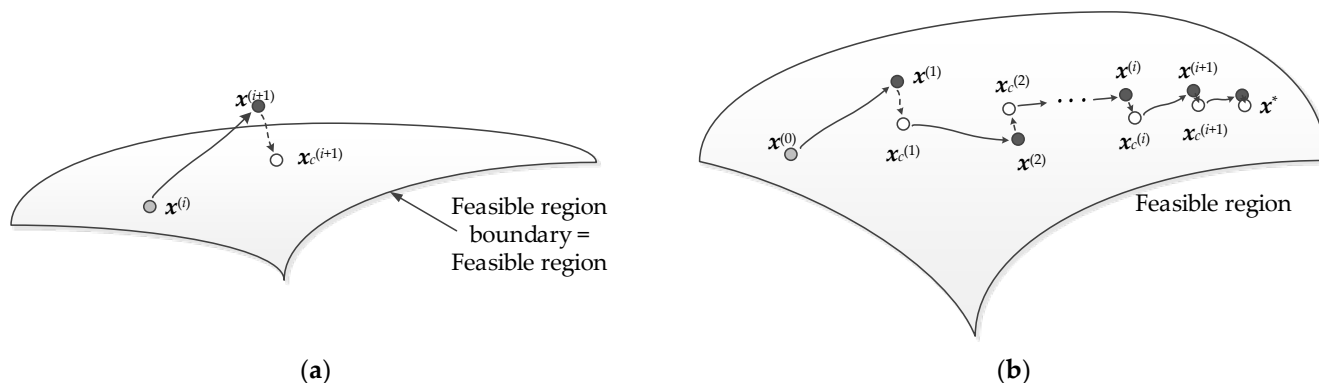 x(i+1)
xc(i+1)
x(i)
Feasible region
boundary =
Feasible region
(a)
x(0)
x(1)
xc(1)
xc(2)
x(2)
...
x(i)
xc(i)
x(i+1)
xc(i+1)
x*
Feasible region
(b)